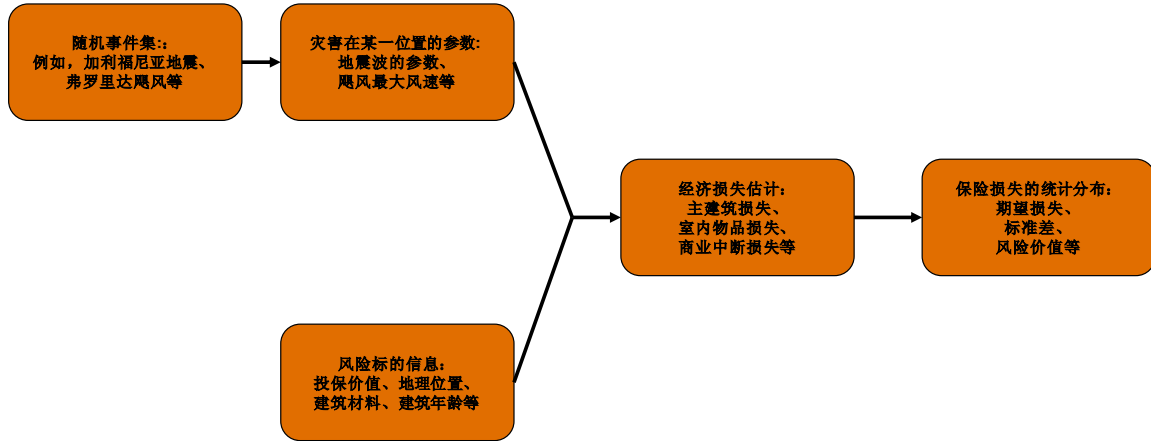 随机事件集:：
例如，加利福尼亚地震、
弗罗里达飓风等
灾害在某一位置的参数:
地震波的参数、
飓风最大风速等
经济损失估计：
主建筑损失、
室内物品损失、
商业中断损失等
保险损失的统计分布：
期望损失、
标准差、
风险价值等
风险标的信息：
投保价值、地理位置、
建筑材料、建筑年龄等